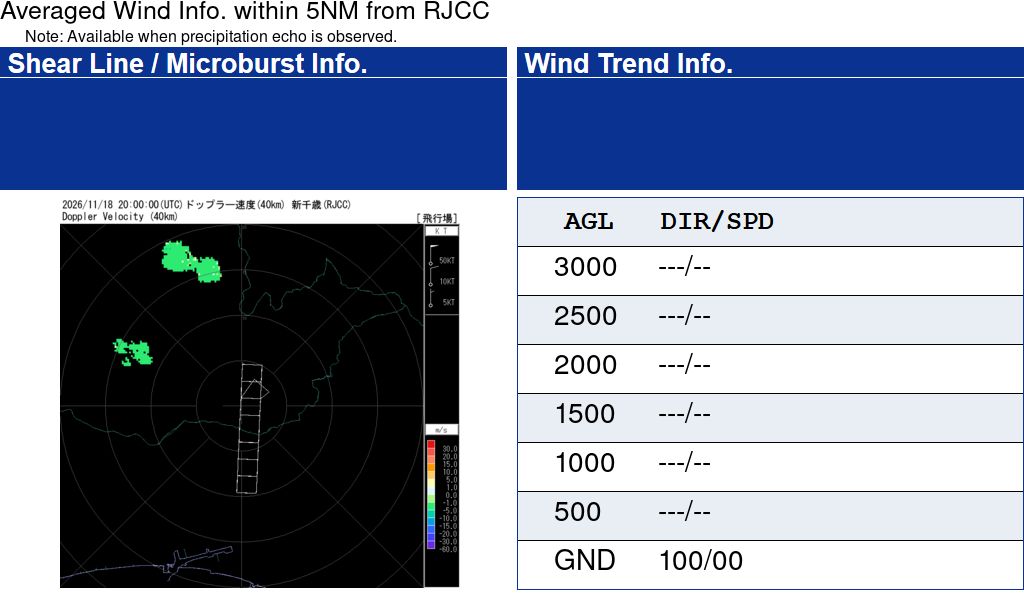 Averaged Wind Info. within 5NM from RJCC
Note: Available when precipitation echo is observed.
Shear Line / Microburst Info.
Wind Trend Info.
2026/11/18 20:00:00(UTC) ドップラー速度(40km) 新千歳(RJCC)
Doppler Velocity (40km)
[飛行場]
KT
50KT
10KT
5KT
m/s
30.0
20.0
15.0
10.0
5.0
1.0
0.0
-1.0
-5.0
-10.0
-15.0
-20.0
-30.0
-60.0
AGL DIR/SPD
3000 ---/--
2500 ---/--
2000 ---/--
1500 ---/--
1000 ---/--
500 ---/--
GND 100/00